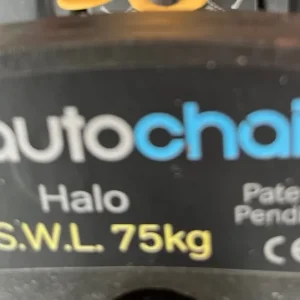 autochai
Halo
S.W.L. 75kg
Pate
Pendi
CE